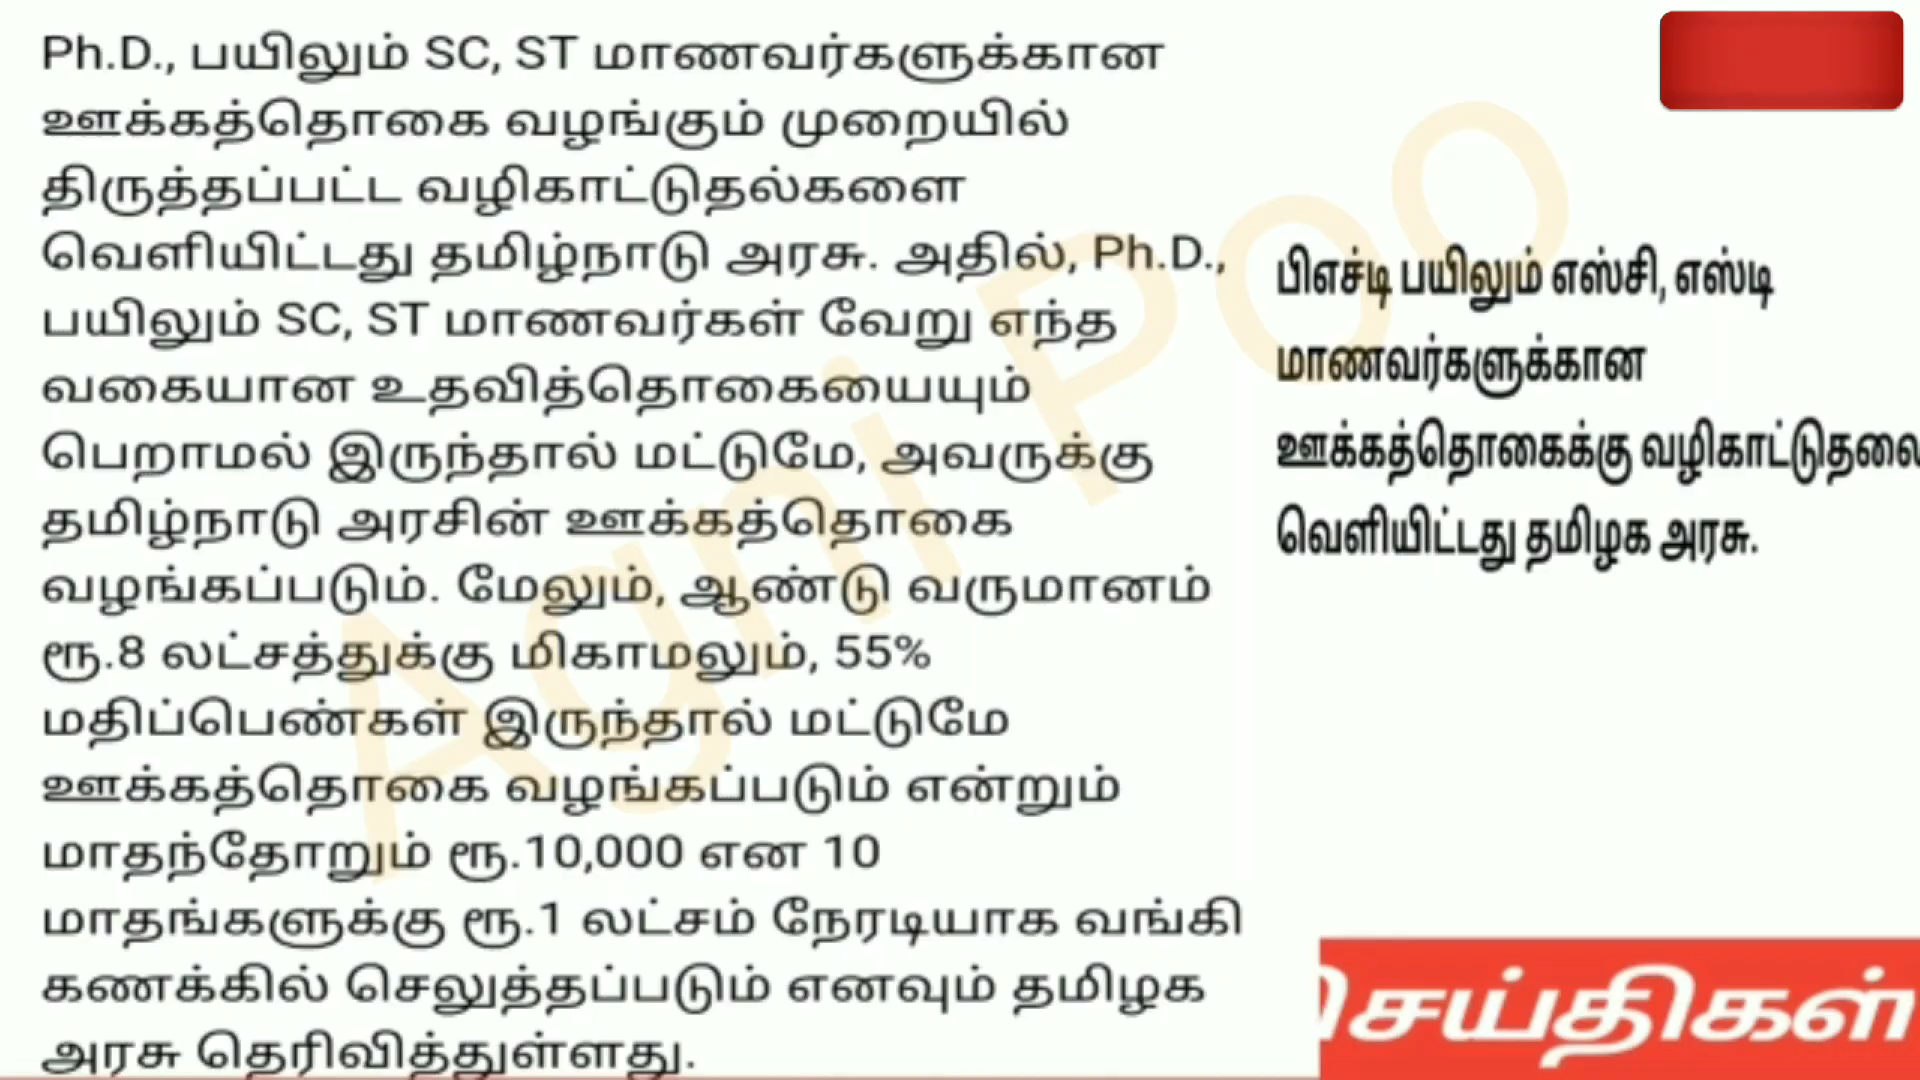 Ph.D., பயிலும் SC, ST மாணவர்களுக்கான
ஊக்கத்தொகை வழங்கும் முறையில்
திருத்தப்பட்ட வழிகாட்டுதல்களை
வெளியிட்டது தமிழ்நாடு அரசு. அதில், Ph.D.,
பயிலும் SC, ST மாணவர்கள் வேறு எந்த
வகையான உதவித்தொகையையும்
பெறாமல் இருந்தால் மட்டுமே, அவருக்கு
தமிழ்நாடு அரசின் ஊக்கத்தொகை
வழங்கப்படும். மேலும், ஆண்டு வருமானம்
ரூ.8 லட்சத்துக்கு மிகாமலும், 55%
மதிப்பெண்கள் இருந்தால் மட்டுமே
ஊக்கத்தொகை வழங்கப்படும் என்றும்
மாதந்தோறும் ரூ.10,000 என 10
மாதங்களுக்கு ரூ.1 லட்சம் நேரடியாக வங்கி
கணக்கில் செலுத்தப்படும் எனவும் தமிழக
அரசு தெரிவித்துள்ளது.
பிஎச்டி பயிலும் எஸ்சி, எஸ்டி
மாணவர்களுக்கான
ஊக்கத்தொகைக்கு வழிகாட்டுதலை
வெளியிட்டது தமிழக அரசு.
செய்திகள்
Agni Poo